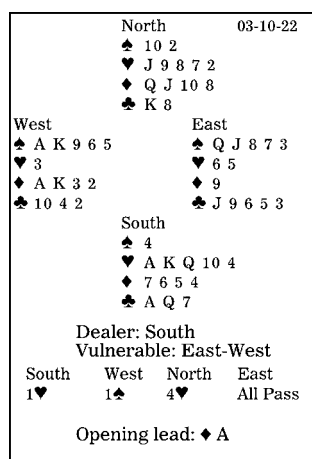 North 03-10-22
♠ 10 2
♥ J 9 8 7 2
♦ Q J 10 8
♣ K 8
West East
♠ A K 9 6 5 ♠ Q J 8 7 3
♥ 3 ♥ 6 5
♦ A K 3 2 ♦ 9
♣ 10 4 2 ♣ J 9 6 5 3
South
♠ 4
♥ A K Q 10 4
♦ 7 6 5 4
♣ A Q 7
Dealer: South
Vulnerable: East-West
South West North East
1♥ 1♠ 4♥ All Pass
Opening lead: ♦ A